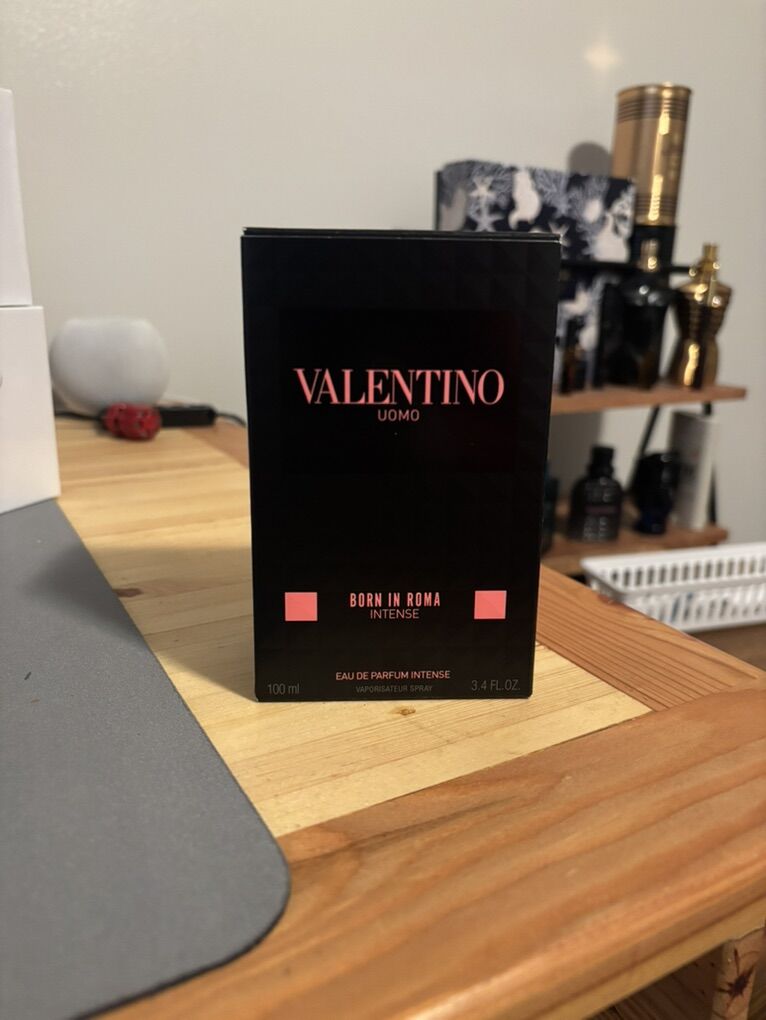 VALENTINO
UOMO
BORN IN ROMA
INTENSE
EAU DE PARFUM INTENSE
100 ml VAPORISATEUR SPRAY 3.4 FL.OZ.